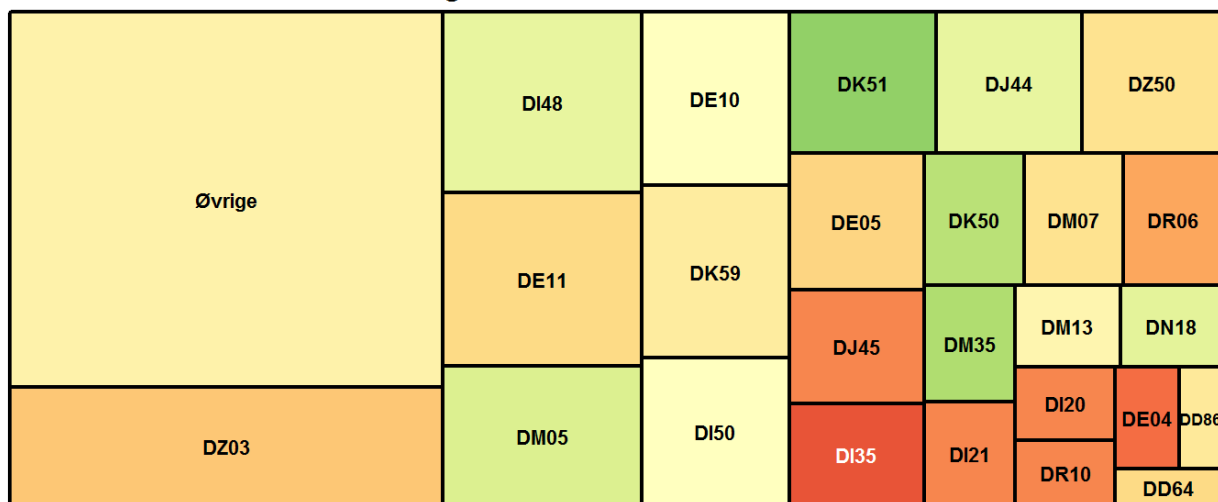 Øvrige
DZ03
DI48
DE11
DM05
DE10
DK59
DI50
DK51
DJ44
DZ50
DE05
DK50
DM07
DR06
DJ45
DM35
DM13
DN18
DI35
DI21
DI20
DR10
DE04
DD86
DD64